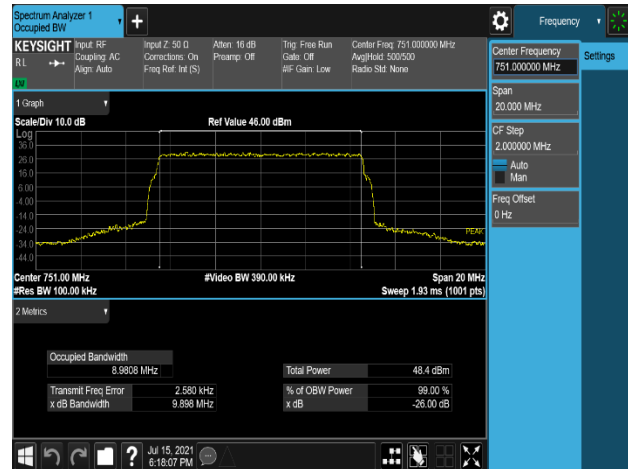 Spectrum Analyzer 1
Occupied BW
Frequency
KEYSIGHT
Input: RF
Input Z: 50 Ω
Atten: 16 dB
Trig: Free Run
Center Freq: 751.000000 MHz
RL
Coupling: AC
Corrections: On
Preamp: Off
Gate: Off
Avg|Hold: 500/500
Align: Auto
Freq Ref: Int (S)
#IF Gain: Low
Radio Std: None
Center Frequency
751.000000 MHz
Settings
Span
20.000 MHz
CF Step
2.000000 MHz
Auto
Man
Freq Offset
0 Hz
1 Graph
Scale/Div 10.0 dB
Ref Value 46.00 dBm
Log
36.0
26.0
16.0
6.00
-4.00
-14.0
-24.0
-34.0
-44.0
PEAK
Center 751.00 MHz
#Video BW 390.00 kHz
Span 20 MHz
#Res BW 100.00 kHz
Sweep 1.93 ms (1001 pts)
2 Metrics
Occupied Bandwidth
8.9808 MHz
Total Power
48.4 dBm
Transmit Freq Error
2.580 kHz
% of OBW Power
99.00 %
x dB Bandwidth
9.898 MHz
x dB
-26.00 dB
?
Jul 15, 2021
6:18:07 PM